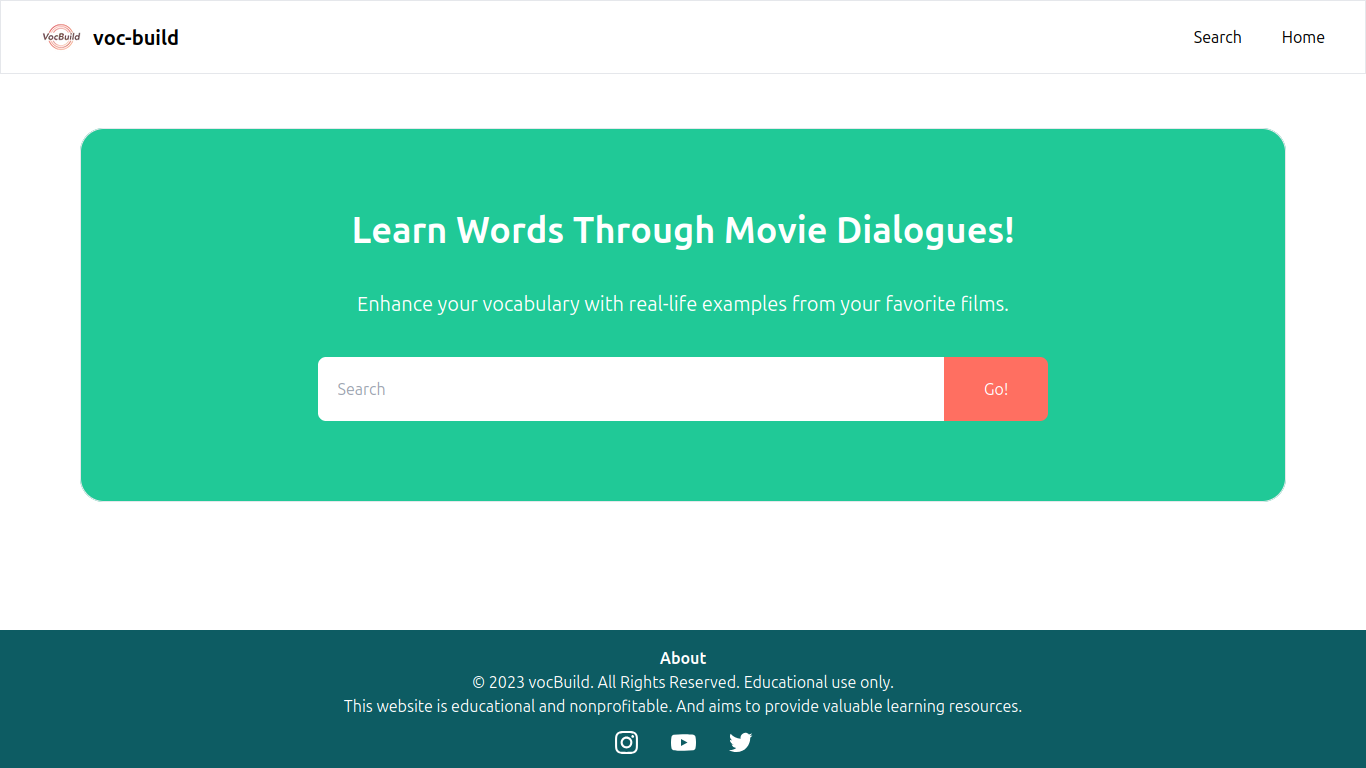 VocBuild voc-build Search Home
Learn Words Through Movie Dialogues!
Enhance your vocabulary with real-life examples from your favorite films.
Search Go!
About
© 2023 vocBuild. All Rights Reserved. Educational use only.
This website is educational and nonprofitable. And aims to provide valuable learning resources.